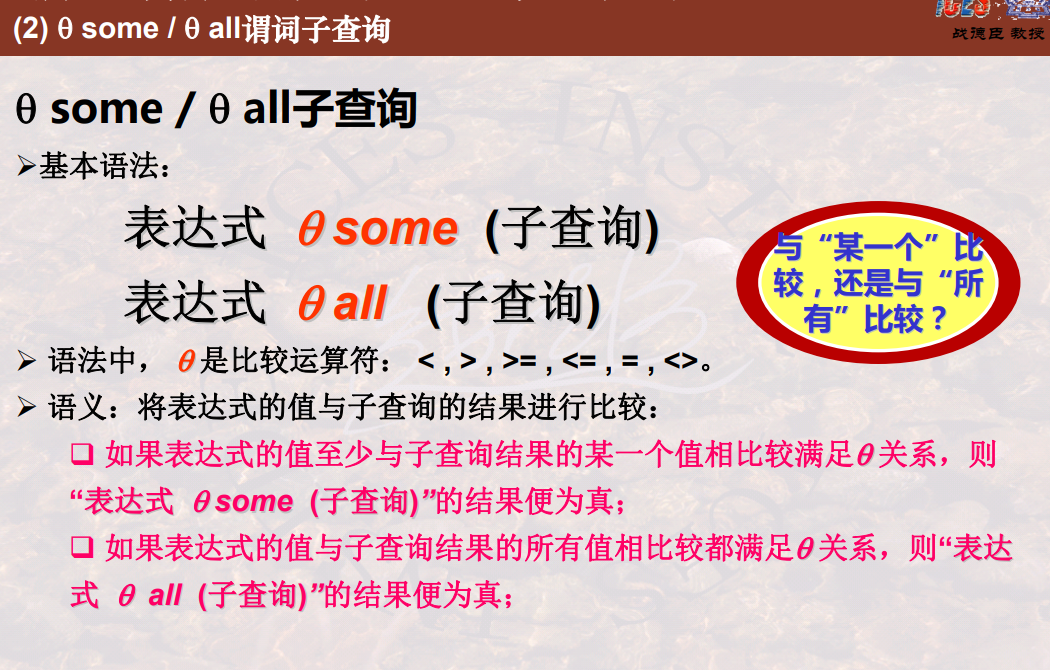 (2) θ some / θ all谓词子查询
战德臣 教授
θ some / θ all子查询
➢基本语法：
表达式 θ some (子查询)
表达式 θ all (子查询)
与“某一个”比
较，还是与“所
有”比较？
➢ 语法中， θ 是比较运算符： < , > , >= , <= , = , <>。
➢ 语义：将表达式的值与子查询的结果进行比较：
❑ 如果表达式的值至少与子查询结果的某一个值相比较满足θ 关系，则
“表达式 θ some (子查询)”的结果便为真；
❑ 如果表达式的值与子查询结果的所有值相比较都满足θ 关系，则“表达
式 θ all (子查询)”的结果便为真；